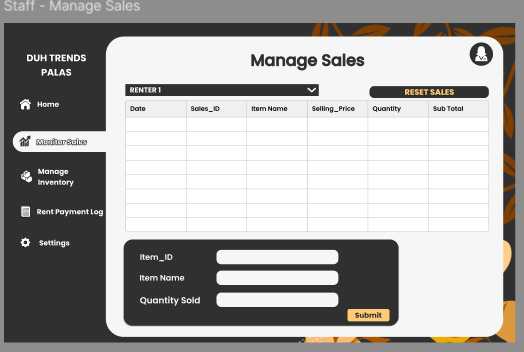 Staff - Manage Sales
DUH TRENDS
PALAS
Home
Monitor Sales
Manage
Inventory
Rent Payment Log
Settings
Manage Sales
RENTER 1
RESET SALES
Date Sales_ID Item Name Selling_Price Quantity Sub Total
Item_ID
Item Name
Quantity Sold
Submit